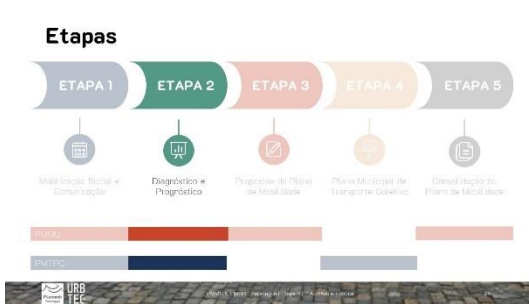 Etapas
ETAPA 1
ETAPA 2
ETAPA 3
ETAPA 4
ETAPA 5
Mobilização Social e
Comunicação
Diagnóstico e
Prognóstico
Propostas do Plano
de Mobilidade
Plano Municipal de
Transporte Coletivo
Consolidação do
Plano de Mobilidade
PMMU
PMTPC
URB
TEC